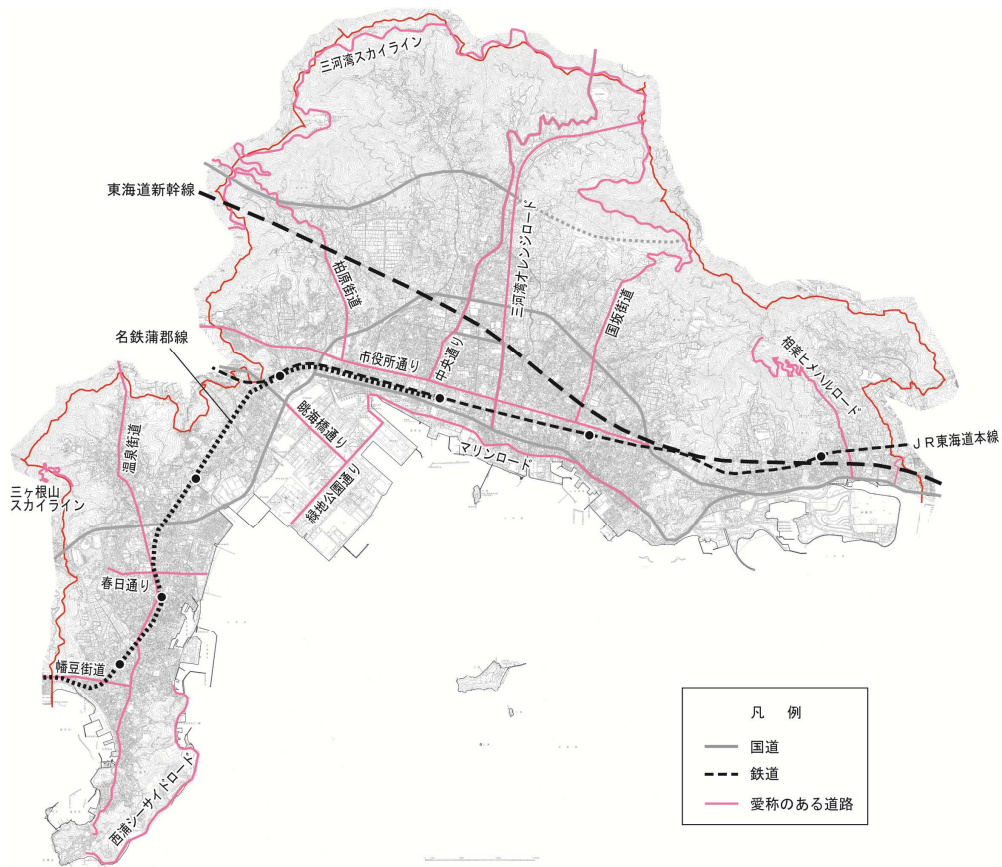 三河湾スカイライン
東海道新幹線
柏原街道
三河湾オレンジロード
国坂街道
名鉄蒲郡線
市役所通り
中央通り
相楽ヒメハルロード
JR東海道本線
眺海橋通り
マリンロード
温泉街道
緑地公園通り
三ヶ根山
スカイライン
春日通り
幡豆街道
西浦シーサイドロード
凡 例
国道
鉄道
愛称のある道路